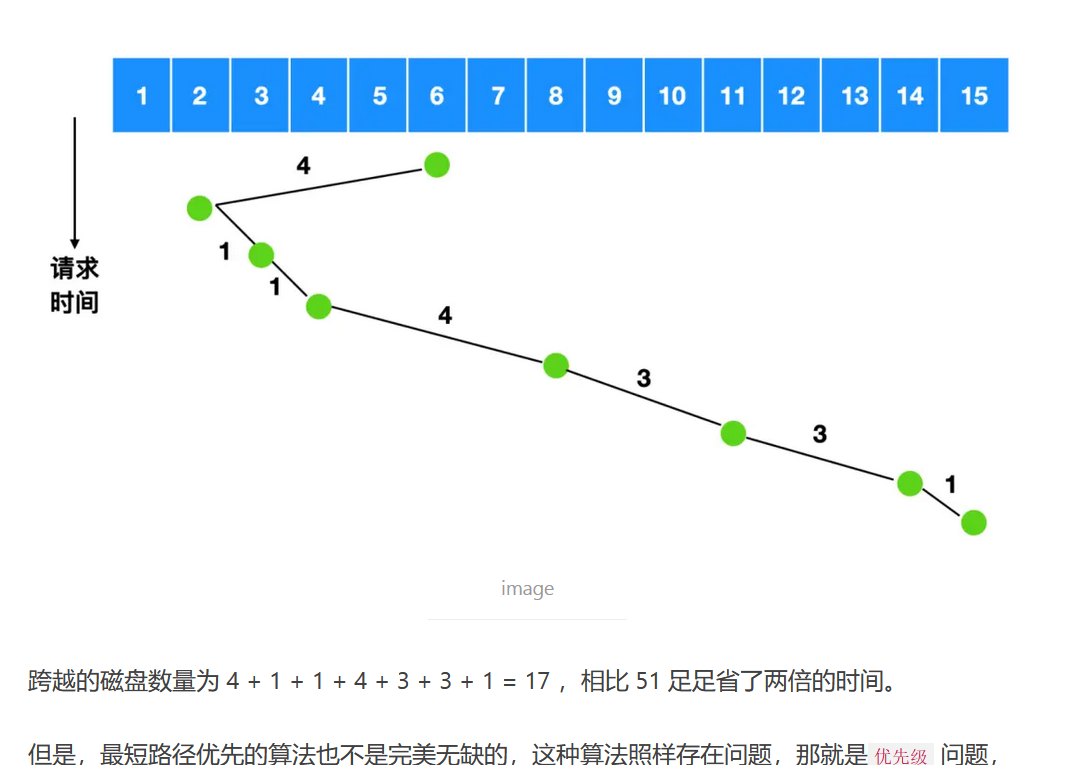 1 2 3 4 5 6 7 8 9 10 11 12 13 14 15
4
1
请求
1
时间
4
3
3
1
image
跨越的磁盘数量为 4 + 1 + 1 + 4 + 3 + 3 + 1 = 17 ，相比 51 足足省了两倍的时间。
但是，最短路径优先的算法也不是完美无缺的，这种算法照样存在问题，那就是 优先级 问题，